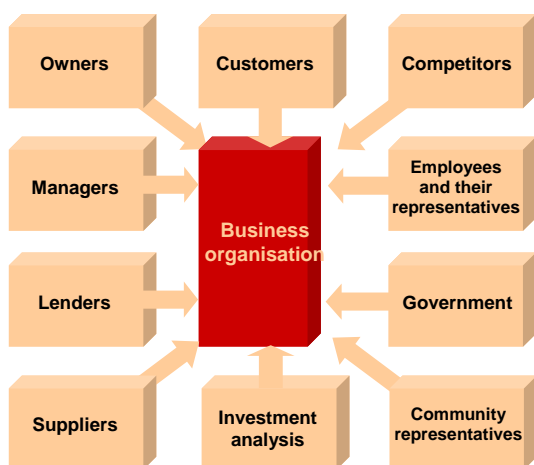 Owners
Customers
Competitors
Managers
Business
organisation
Employees
and their
representatives
Lenders
Government
Suppliers
Investment
analysis
Community
representatives